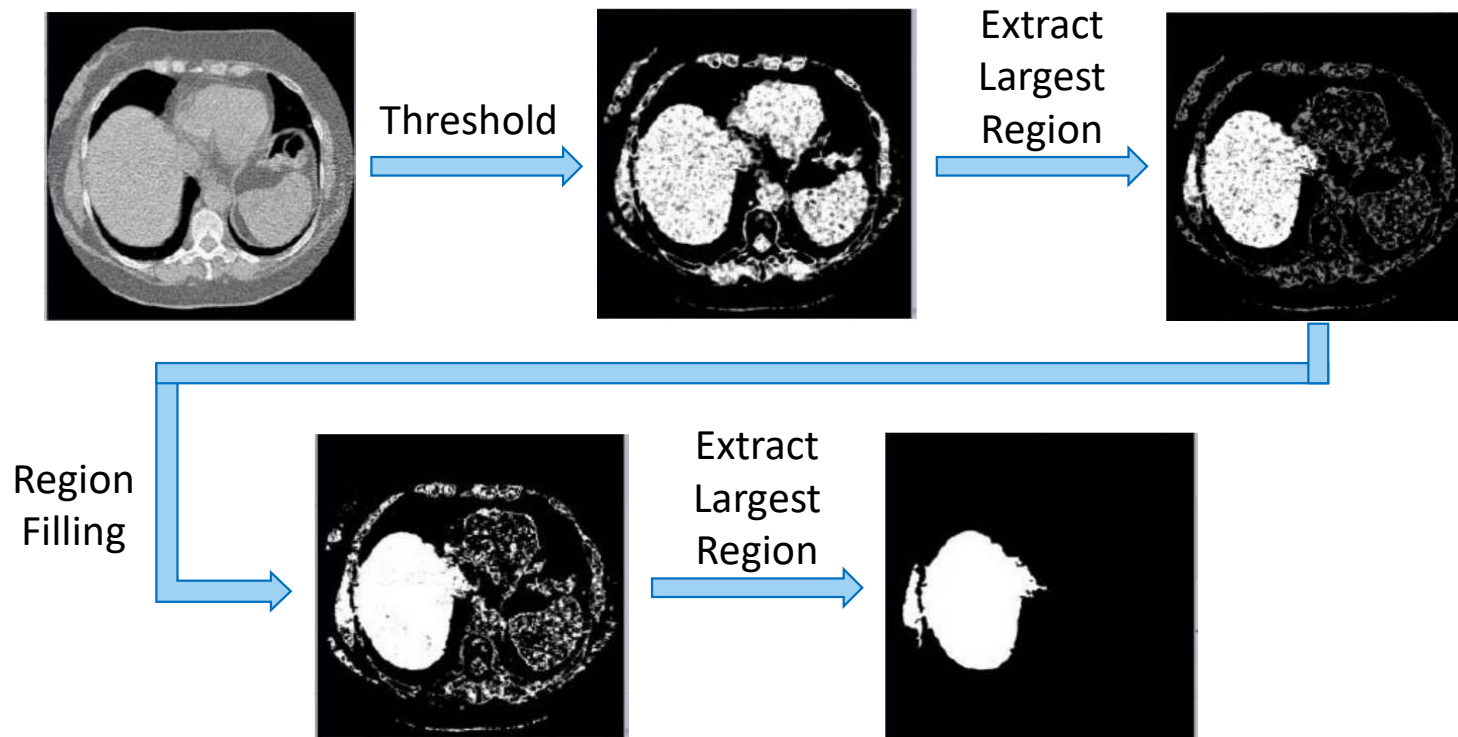 Threshold
Extract
Largest
Region
Region
Filling
Extract
Largest
Region